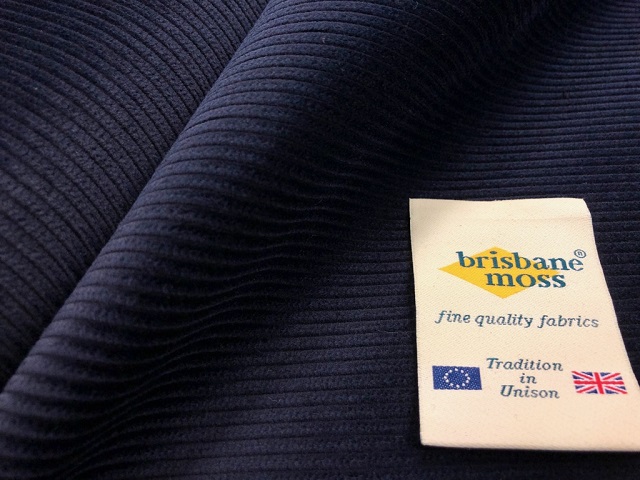 brisbane®
moss
fine quality fabrics
Tradition
in
Unison